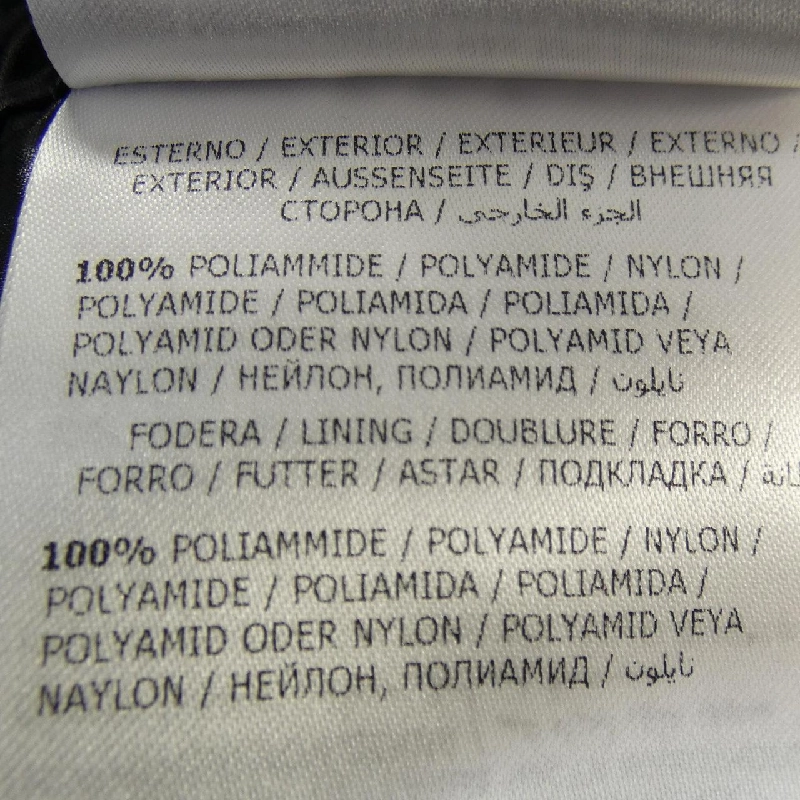 ESTERNO / EXTERIOR / EXTERIEUR / EXTERNO /
EXTERIOR / AUSSENSEITE / DIŞ / ВНЕШНЯЯ
СТОРОНА / الجزء الخارجي
100% POLIAMMIDE / POLYAMIDE / NYLON /
POLYAMIDE / POLIAMIDA / POLIAMIDA /
POLYAMID ODER NYLON / POLYAMID VEYA
NAYLON / НЕЙЛОН, ПОЛИАМИД / نايلون
FODERA / LINING / DOUBLURE / FORRO /
FORRO / FUTTER / ASTAR / ПОДКЛАДКА /
100% POLIAMMIDE / POLYAMIDE / NYLON /
POLYAMIDE / POLIAMIDA / POLIAMIDA /
POLYAMID ODER NYLON / POLYAMID VEYA
NAYLON / НЕЙЛОН, ПОЛИАМИД / نايلون